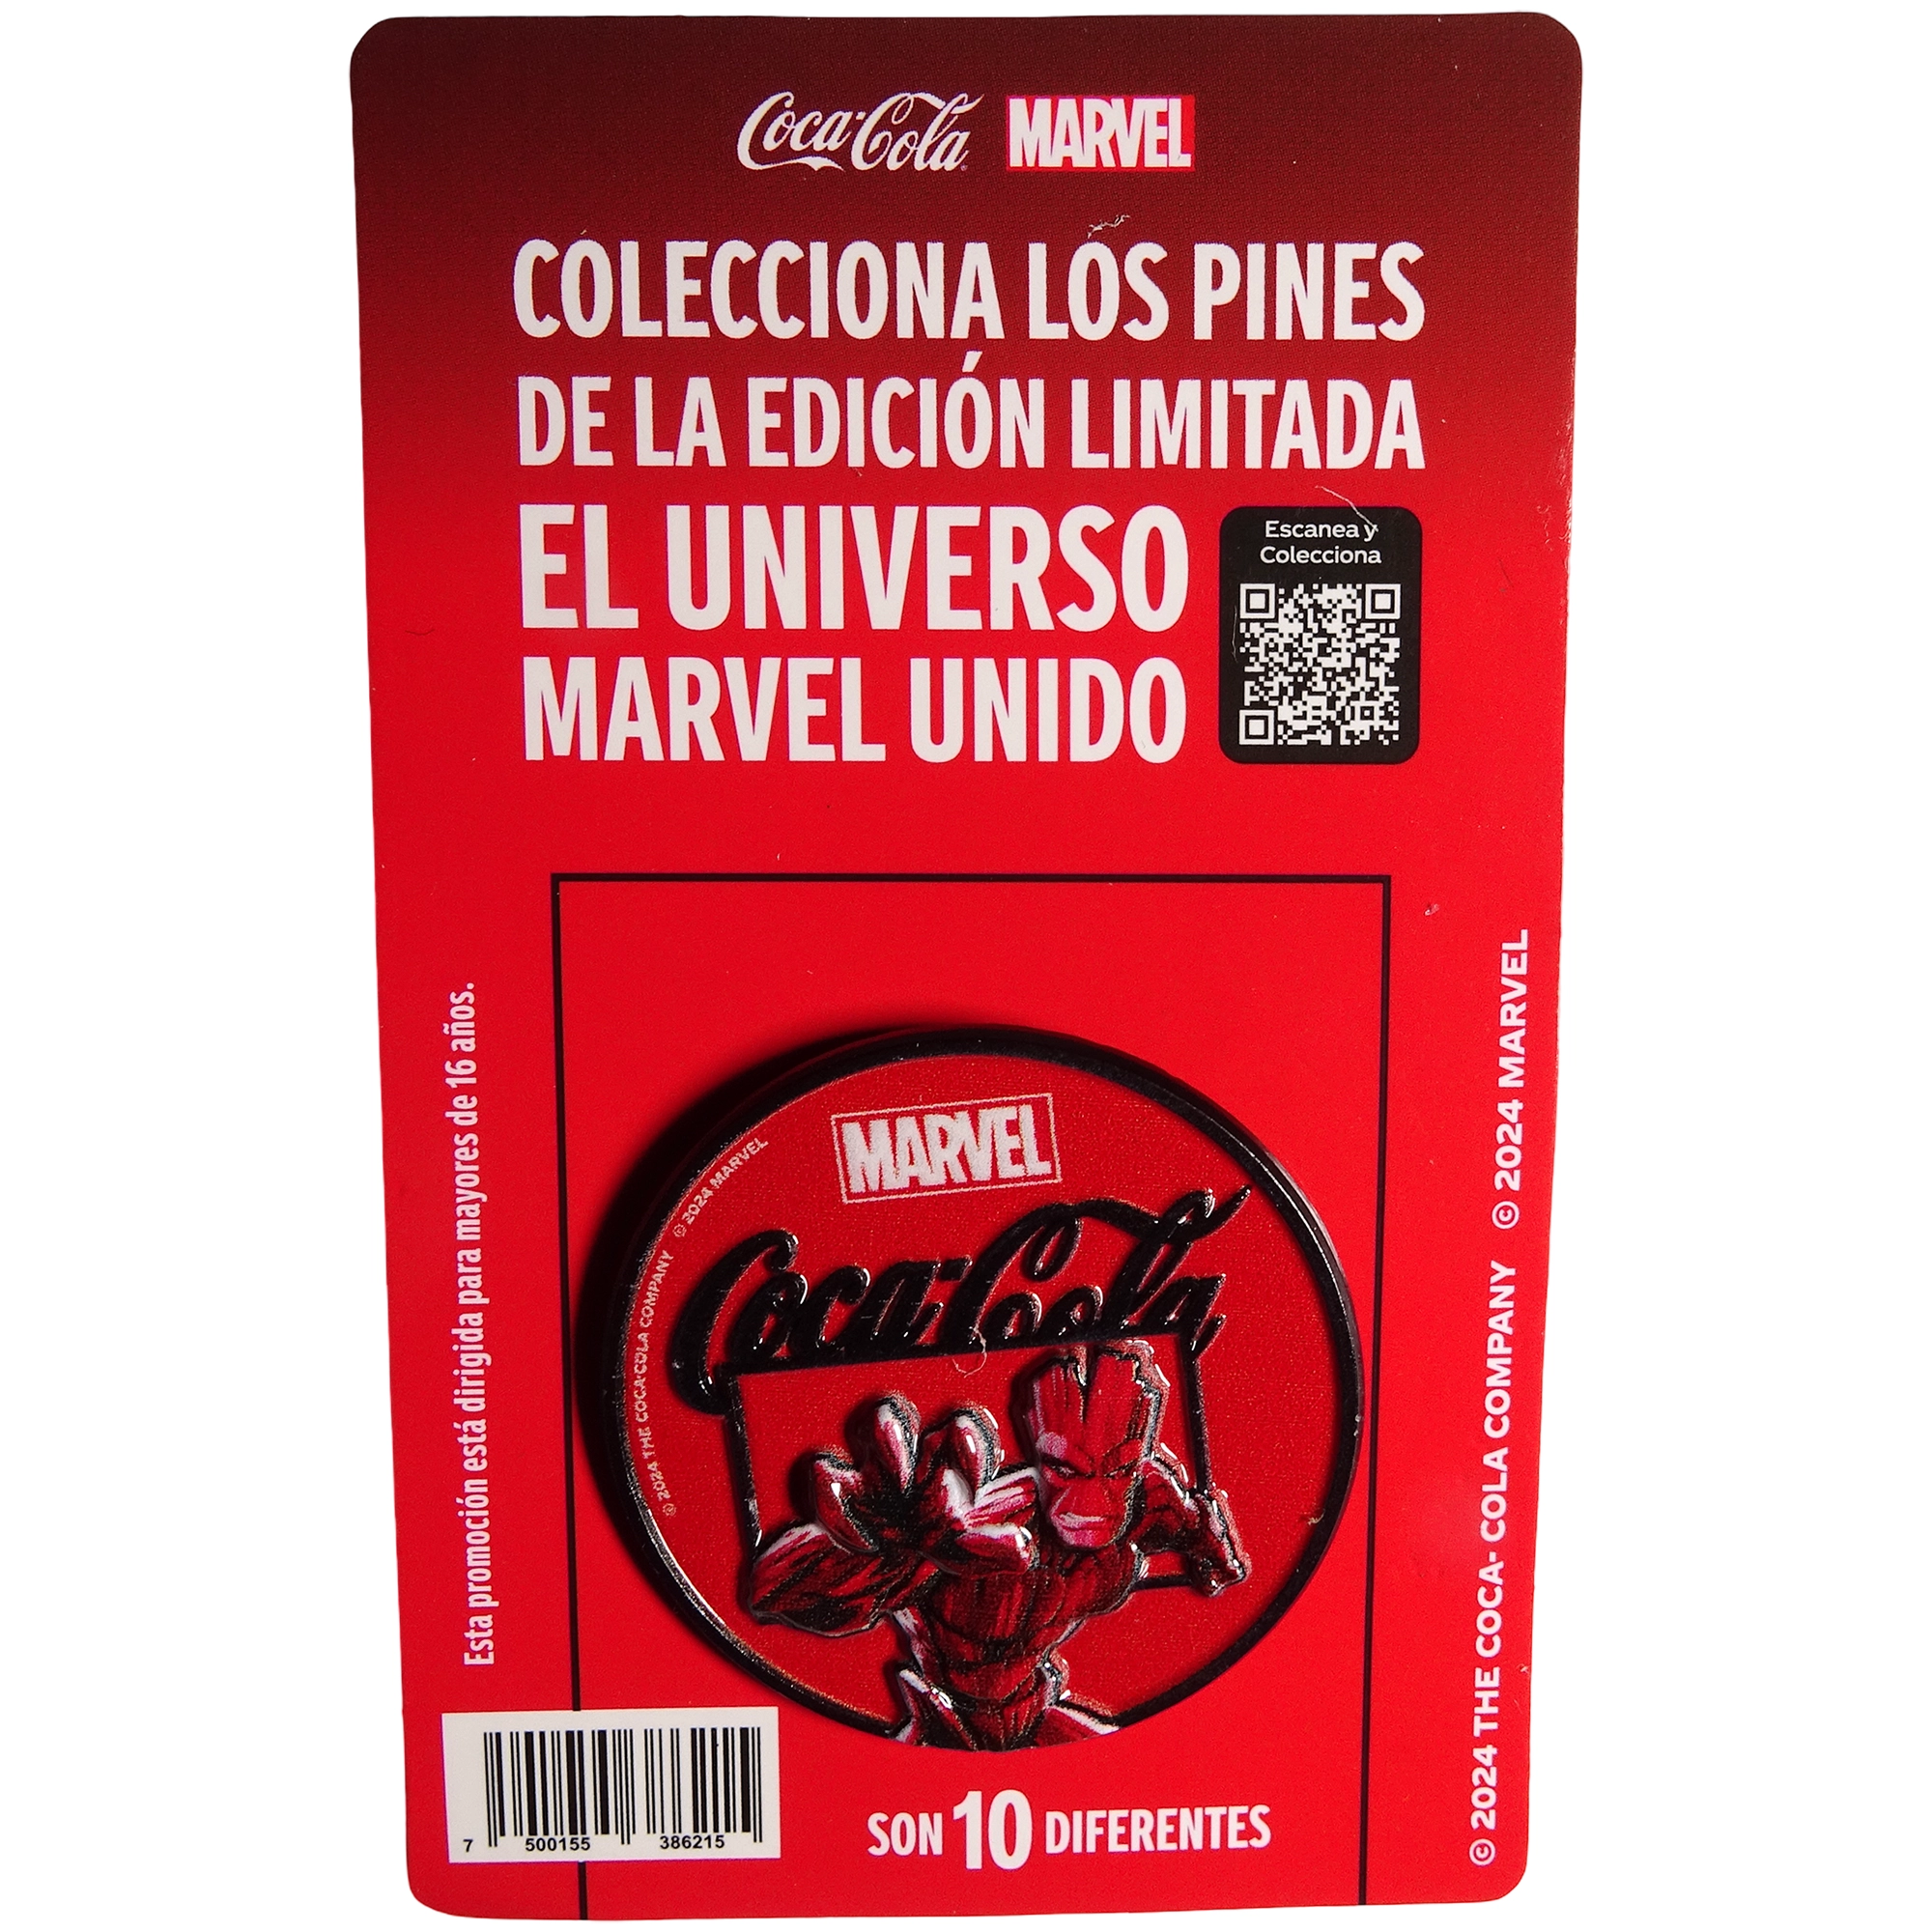 Coca-Cola MARVEL
COLECCIONA LOS PINES
DE LA EDICIÓN LIMITADA
EL UNIVERSO
MARVEL UNIDO
Escanea y
Colecciona
Esta promoción está dirigida para mayores de 16 años.
MARVEL
Coca-Cola
© 2024 THE COCA-COLA COMPANY © 2024 MARVEL
© 2024 THE COCA- COLA COMPANY © 2024 MARVEL
7 500155 386215
SON 10 DIFERENTES